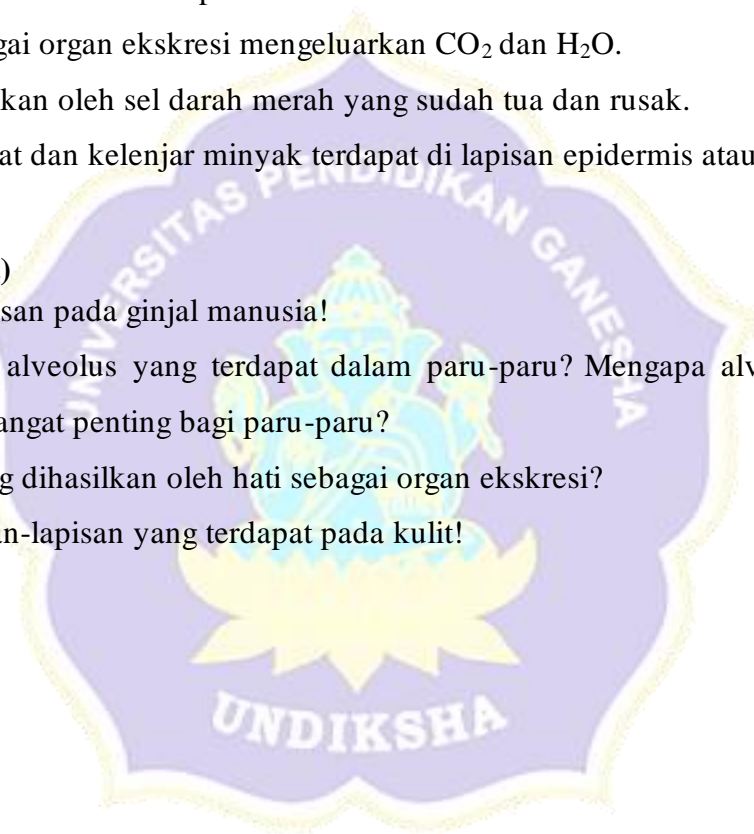 gai organ ekskresi mengeluarkan CO₂ dan H₂O.
kan oleh sel darah merah yang sudah tua dan rusak.
at dan kelenjar minyak terdapat di lapisan epidermis atau
)
san pada ginjal manusia!
alveolus yang terdapat dalam paru-paru? Mengapa alv
angat penting bagi paru-paru?
g dihasilkan oleh hati sebagai organ ekskresi?
an-lapisan yang terdapat pada kulit!
UNIVERSITAS PENDIDIKAN GANESHA
UNDIKSHA